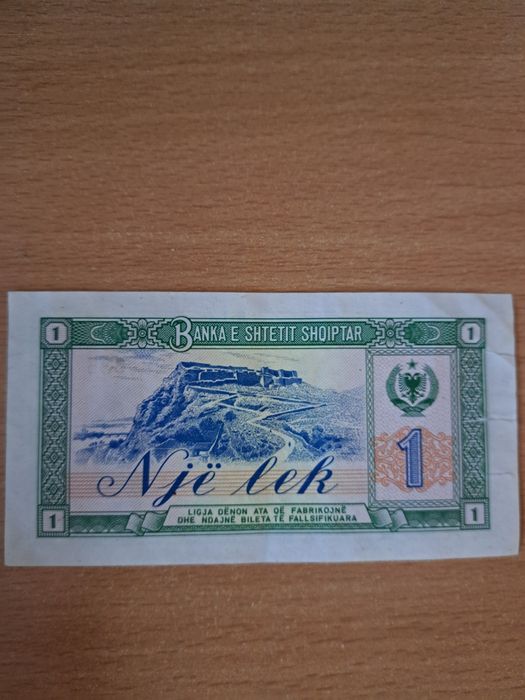 1 BANKA E SHTETIT SHQIPTAR 1
Një lek
1
LIGJA DËNON ATA QË FABRIKOJNË
DHE NDAJNË BILETA TË FALLSIFIKUARA
1 1